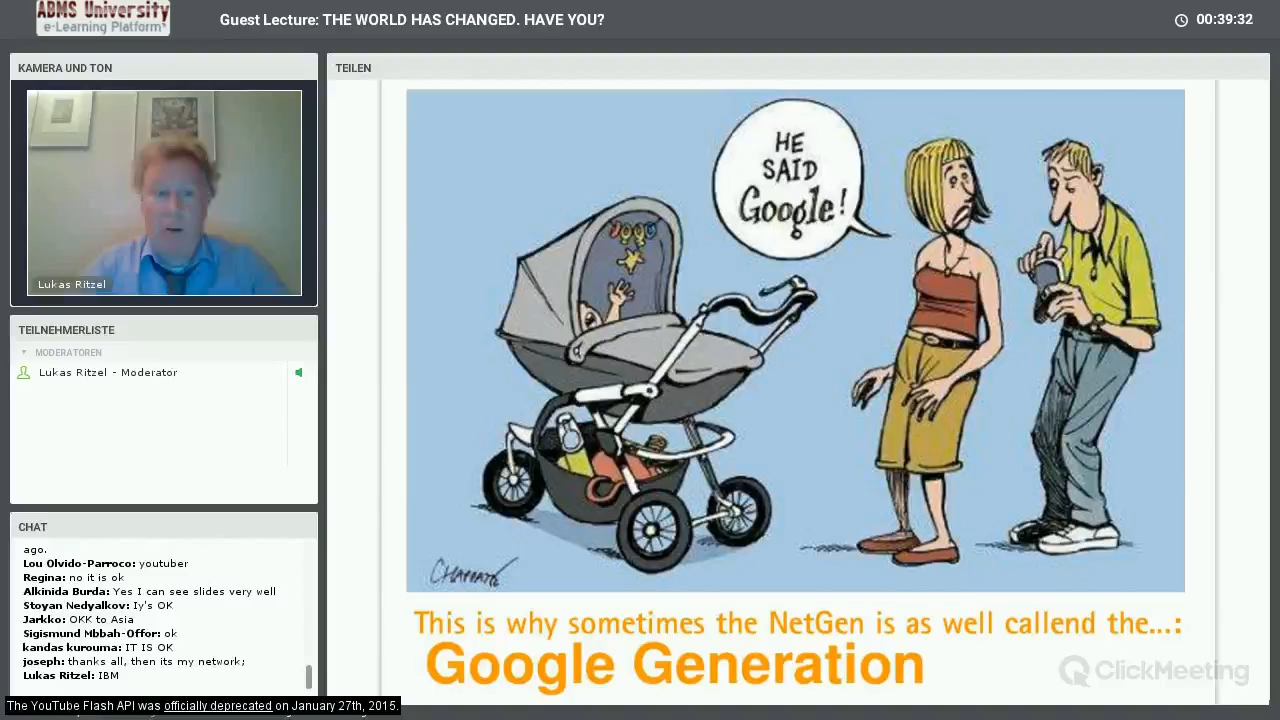 ABMS University
e-Learning Platform
Guest Lecture: THE WORLD HAS CHANGED. HAVE YOU?
00:39:32
KAMERA UND TON
Lukas Ritzel
TEILNEHMERLISTE
MODERATOREN
Lukas Ritzel - Moderator
CHAT
ago.
Lou Olvido-Parroco: youtuber
Regina: no it is ok
Alkinida Burda: Yes I can see slides very well
Stoyan Nedyalkov: Iy's OK
Jarkko: OKK to Asia
Sigismund Mbbah-Offor: ok
kandas kurouma: IT IS OK
joseph: thanks all, then its my network;
Lukas Ritzel: IBM
The YouTube Flash API was officially deprecated on January 27th, 2015.
TEILEN
HE
SAID
Google!
CHAPPATTE
This is why sometimes the NetGen is as well callend the...:
Google Generation
ClickMeeting